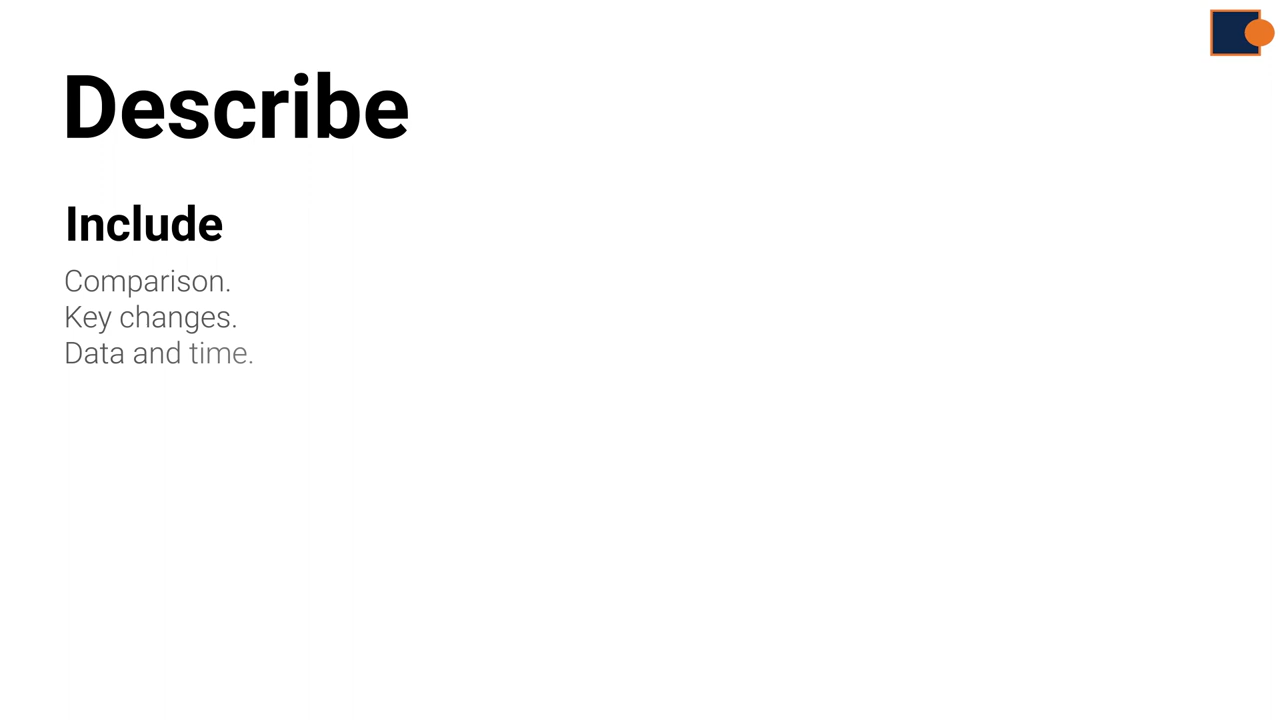 Describe
Include
Comparison.
Key changes.
Data and time.